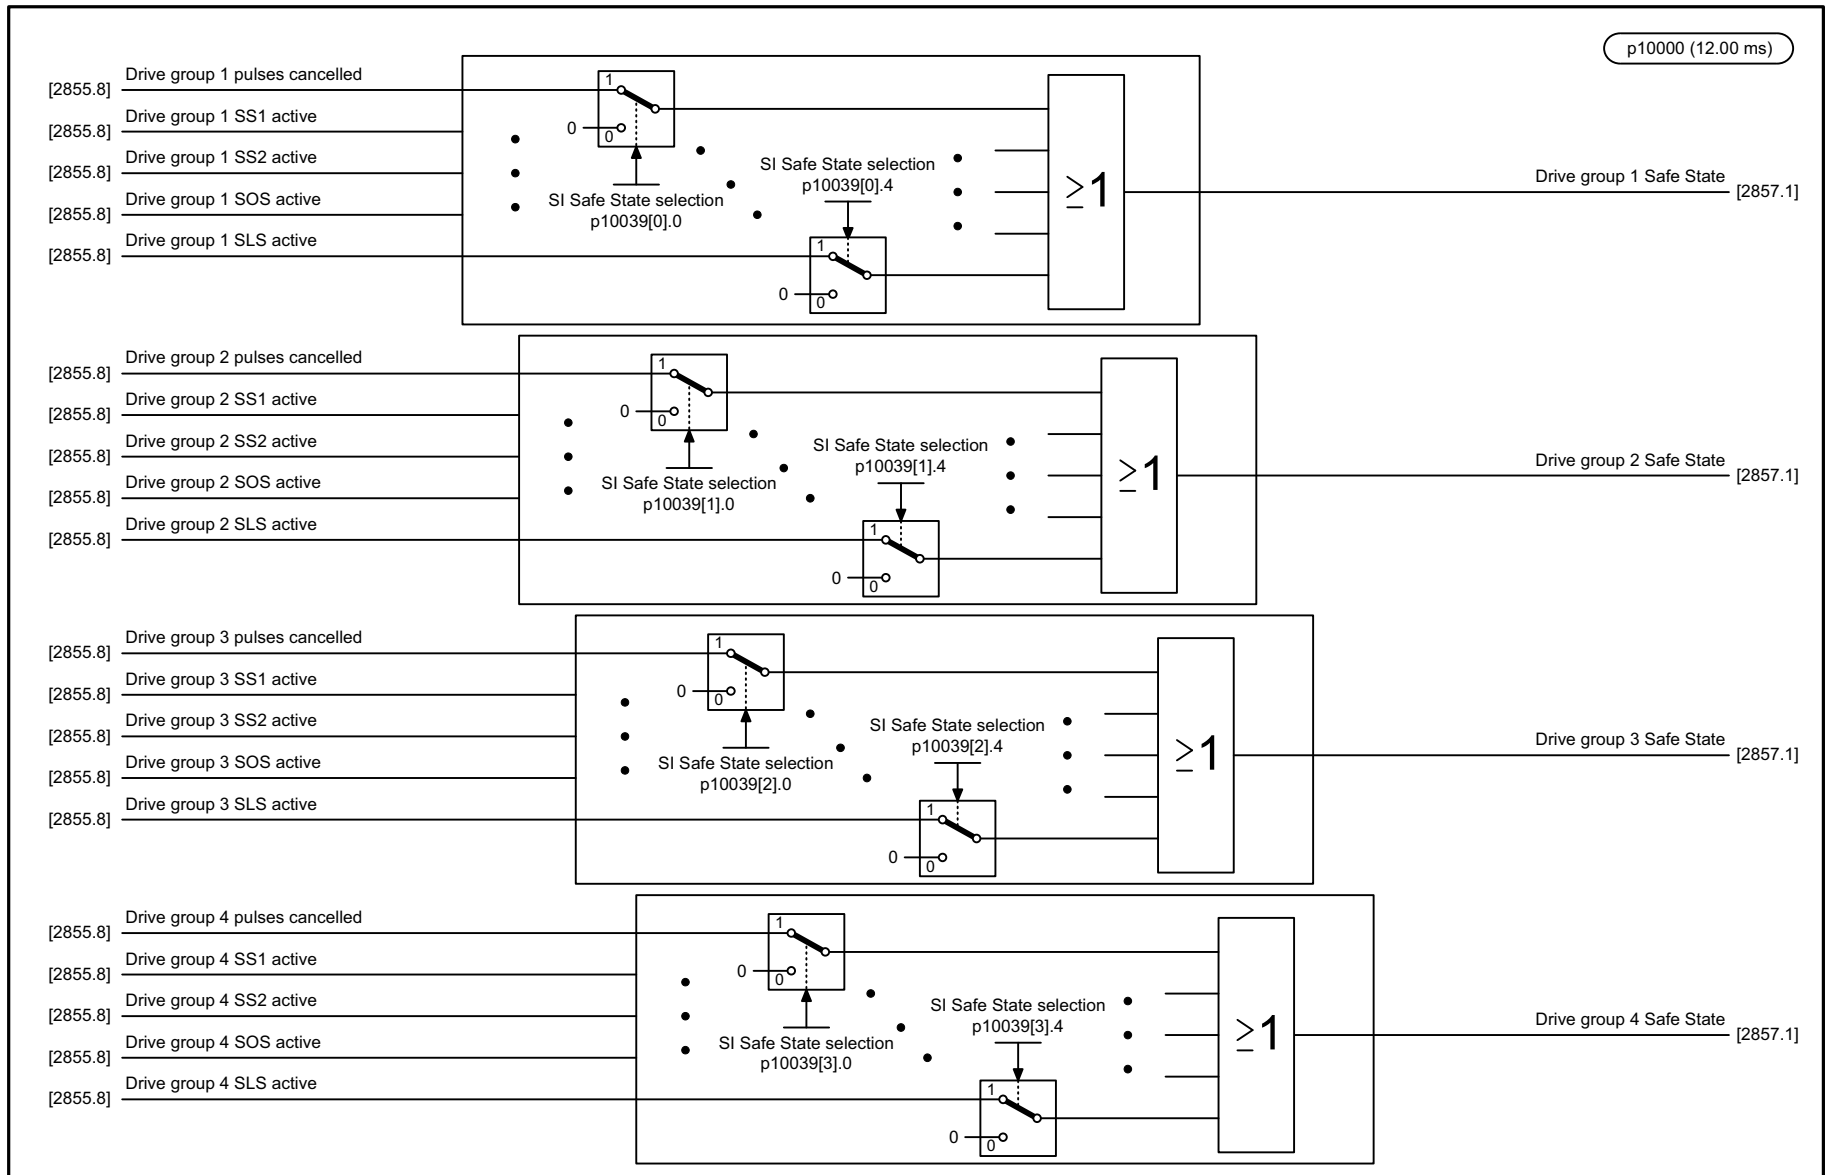 p10000 (12.00 ms)
Drive group 1 pulses cancelled
[2855.8]
1
0
0
SI Safe State selection
p10039[0].0
Drive group 1 SS1 active
[2855.8]
Drive group 1 SS2 active
[2855.8]
Drive group 1 SOS active
[2855.8]
Drive group 1 SLS active
[2855.8]
SI Safe State selection
p10039[0].4
1
0
0
≥1
Drive group 1 Safe State
[2857.1]
Drive group 2 pulses cancelled
[2855.8]
1
0
0
SI Safe State selection
p10039[1].0
Drive group 2 SS1 active
[2855.8]
Drive group 2 SS2 active
[2855.8]
Drive group 2 SOS active
[2855.8]
Drive group 2 SLS active
[2855.8]
SI Safe State selection
p10039[1].4
1
0
0
≥1
Drive group 2 Safe State
[2857.1]
Drive group 3 pulses cancelled
[2855.8]
1
0
0
SI Safe State selection
p10039[2].0
Drive group 3 SS1 active
[2855.8]
Drive group 3 SS2 active
[2855.8]
Drive group 3 SOS active
[2855.8]
Drive group 3 SLS active
[2855.8]
SI Safe State selection
p10039[2].4
1
0
0
≥1
Drive group 3 Safe State
[2857.1]
Drive group 4 pulses cancelled
[2855.8]
1
0
0
SI Safe State selection
p10039[3].0
Drive group 4 SS1 active
[2855.8]
Drive group 4 SS2 active
[2855.8]
Drive group 4 SOS active
[2855.8]
Drive group 4 SLS active
[2855.8]
SI Safe State selection
p10039[3].4
1
0
0
≥1
Drive group 4 Safe State
[2857.1]